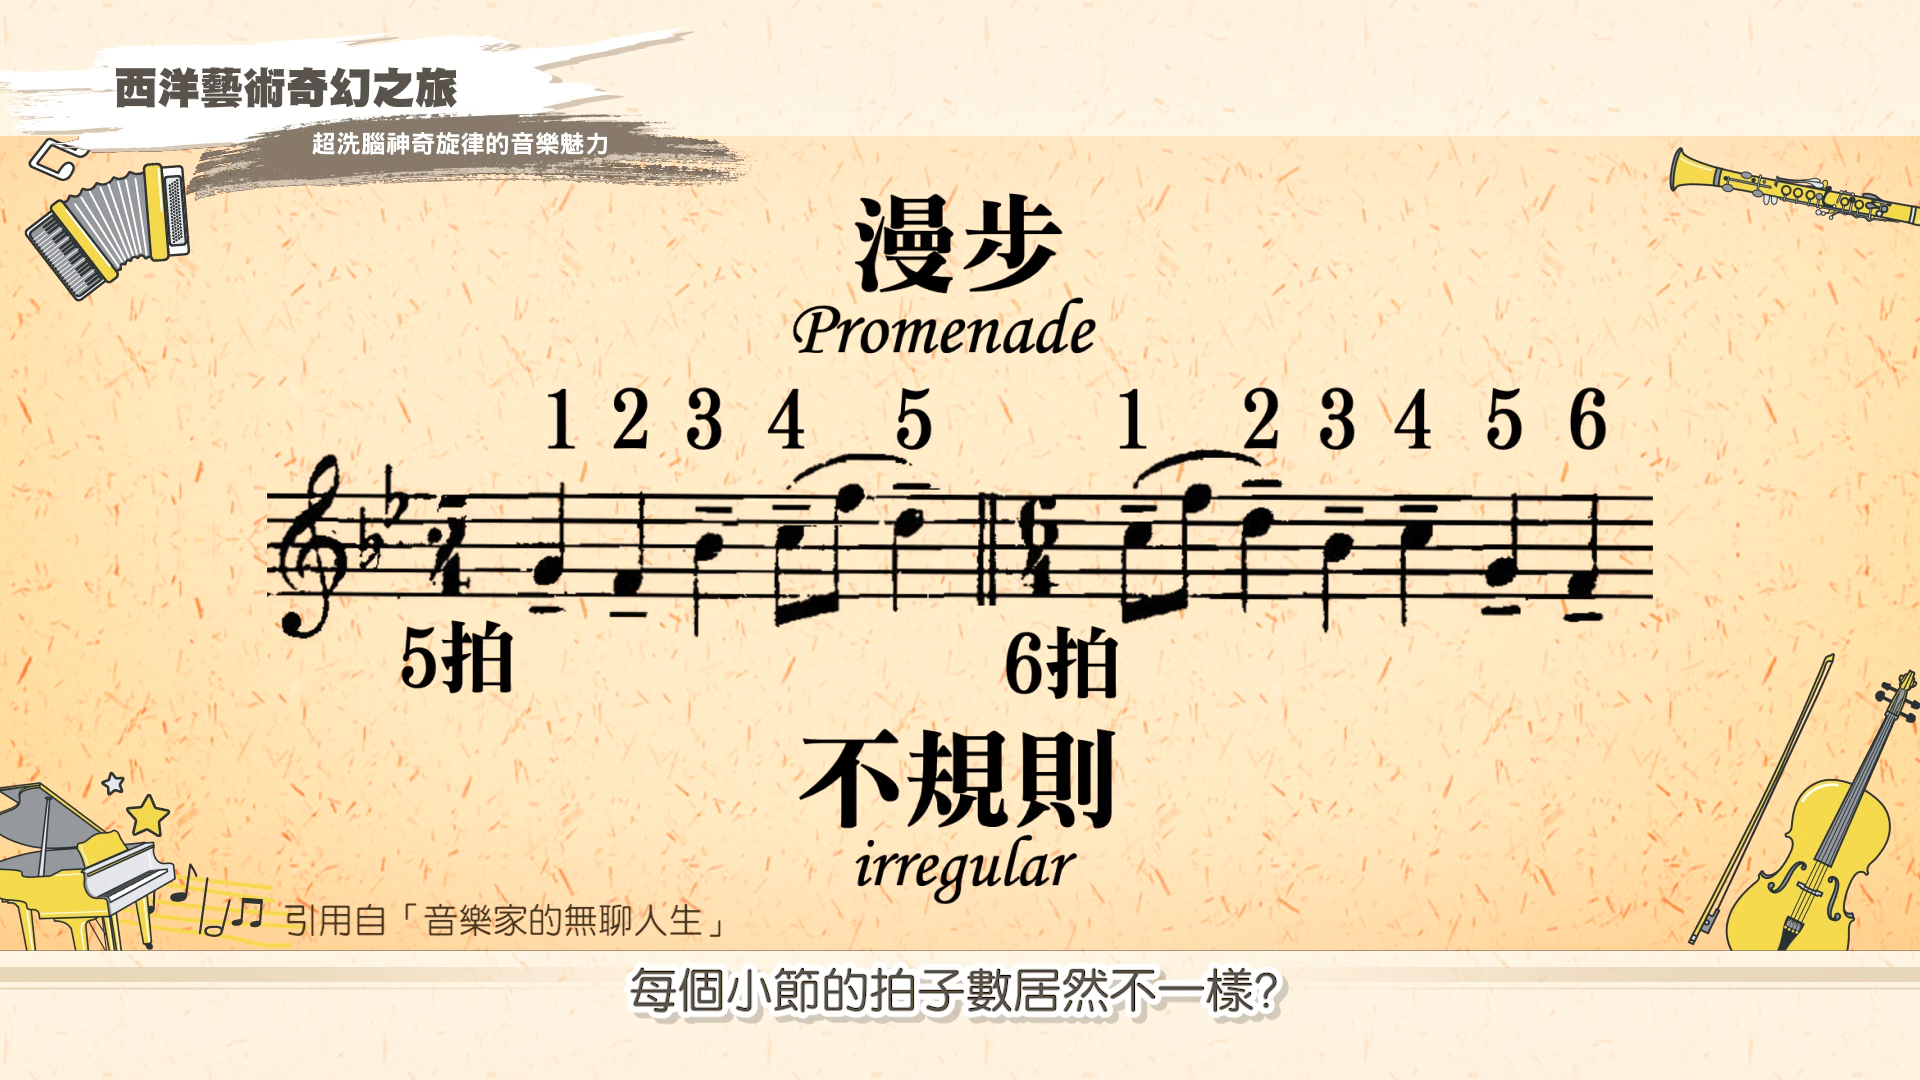 西洋藝術奇幻之旅
超洗腦神奇旋律的音樂魅力
漫步
Promenade
1 2 3 4 5 1 2 3 4 5 6
6
4
5拍 6拍
不規則
irregular
引用自「音樂家的無聊人生」
每個小節的拍子數居然不一樣?